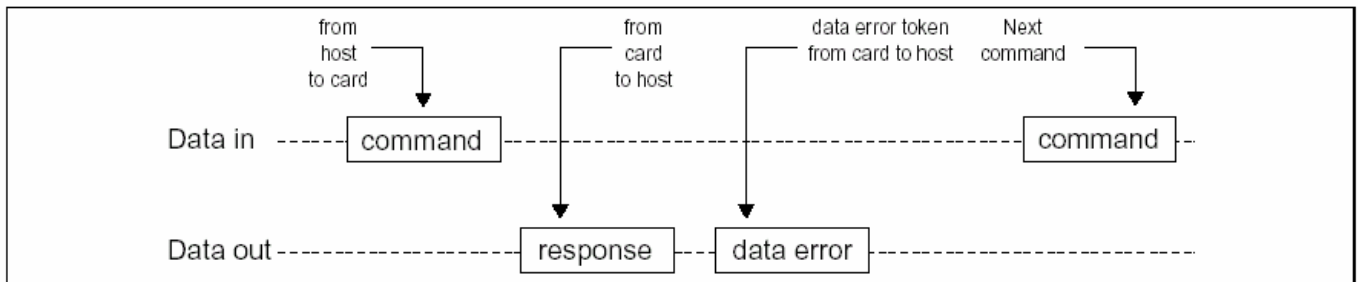 from
host
to card
from
card
to host
data error token
from card to host
Next
command
Data in
command
command
Data out
response
data error